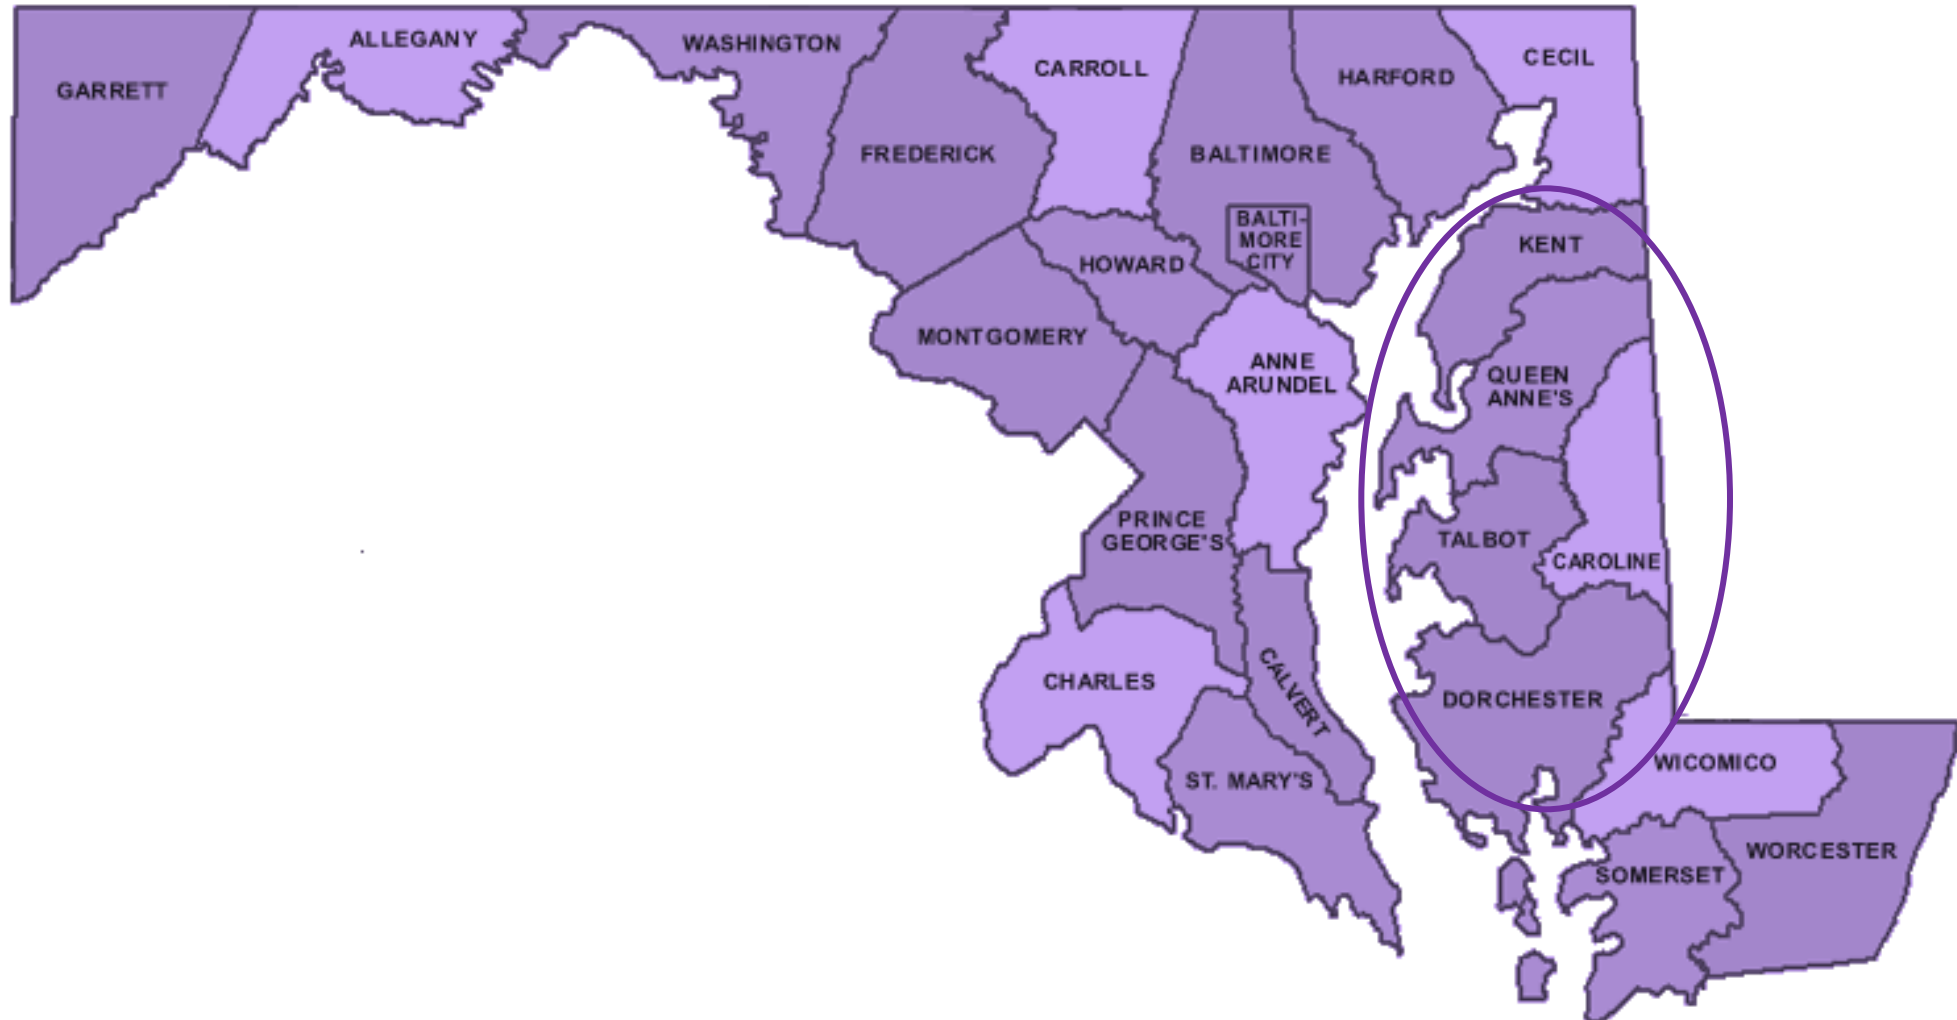 GARRETT
ALLEGANY
WASHINGTON
FREDERICK
CARROLL
BALTIMORE
HARFORD
CECIL
BALTI-
MORE
CITY
HOWARD
MONTGOMERY
ANNE
ARUNDEL
KENT
QUEEN
ANNE'S
PRINCE
GEORGE'S
TALBOT
CAROLINE
CHARLES
CALVERT
DORCHESTER
ST. MARY'S
WICOMICO
WORCESTER
SOMERSET